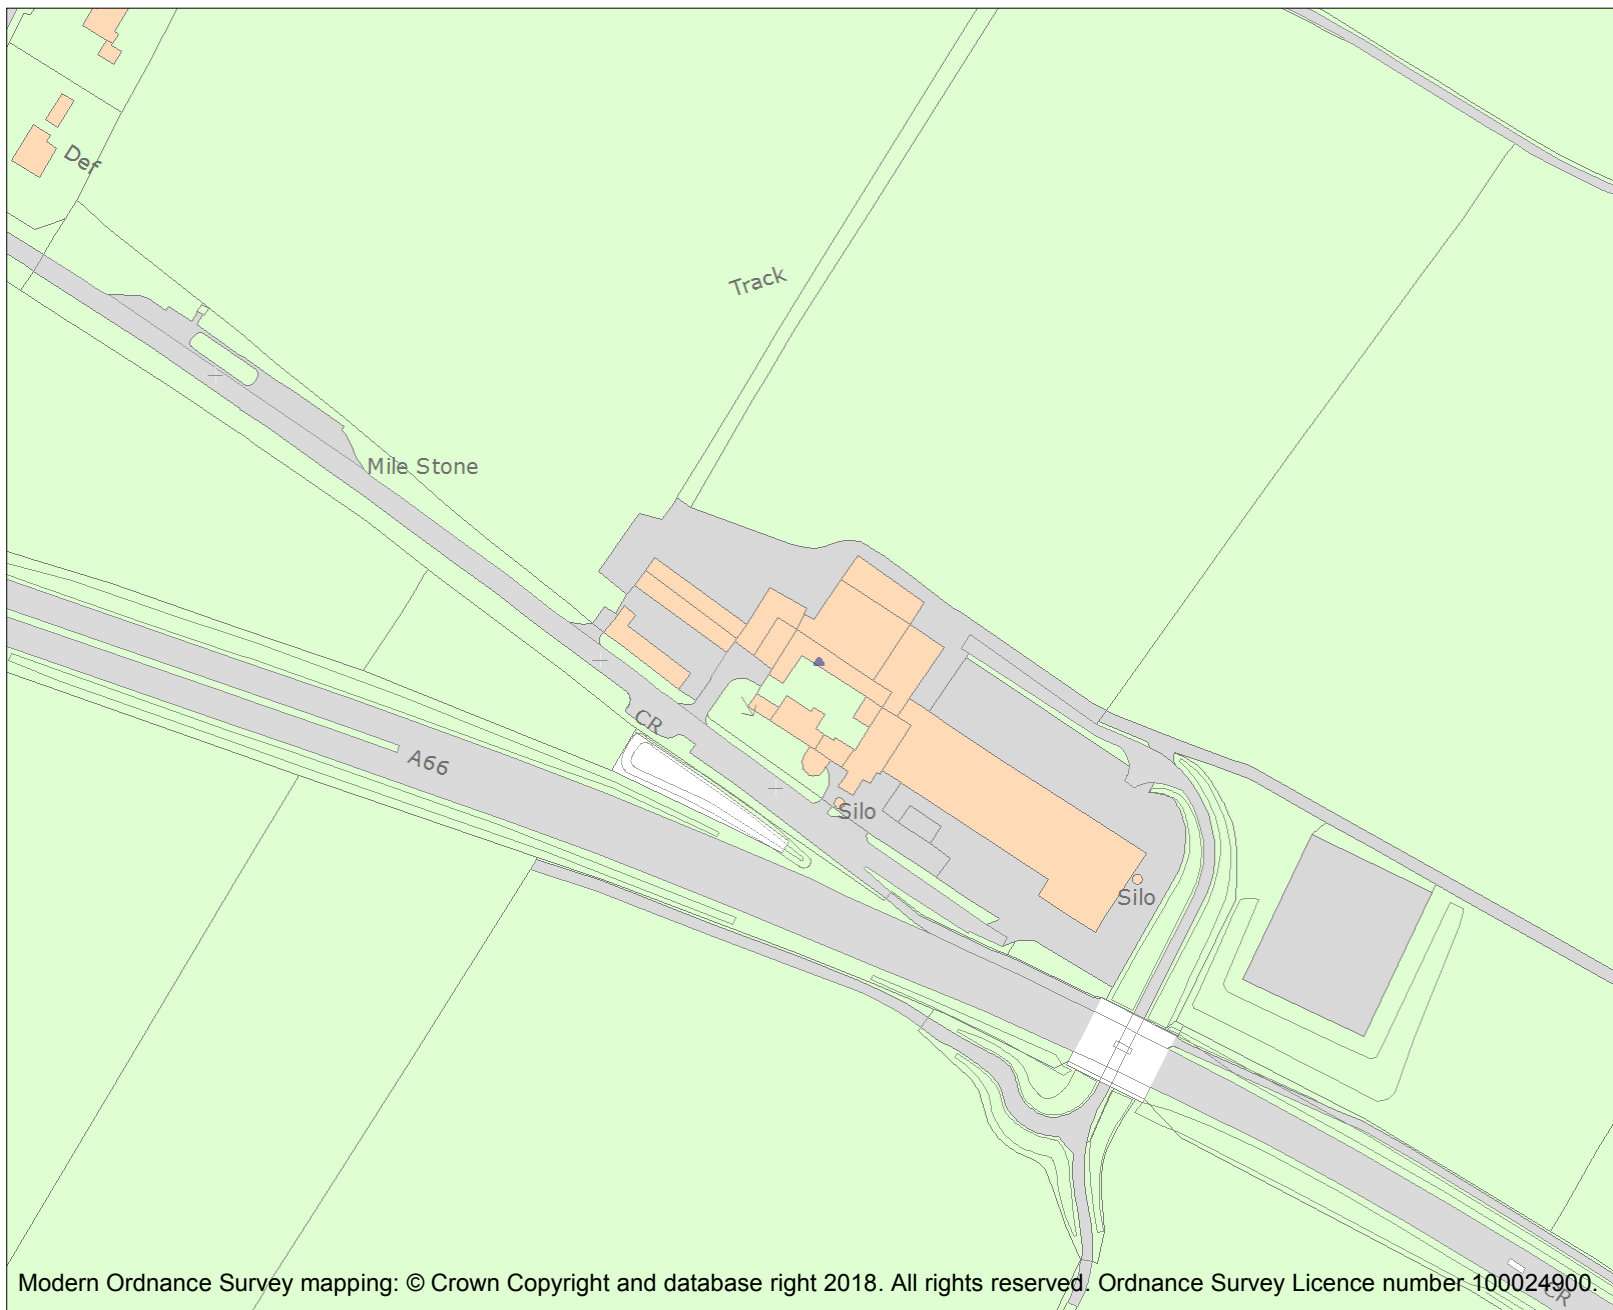 Def
Track
Mile Stone
CR
A66
Silo
Silo
Modern Ordnance Survey mapping: © Crown Copyright and database right 2018. All rights reserved. Ordnance Survey Licence number 100024900.
CR